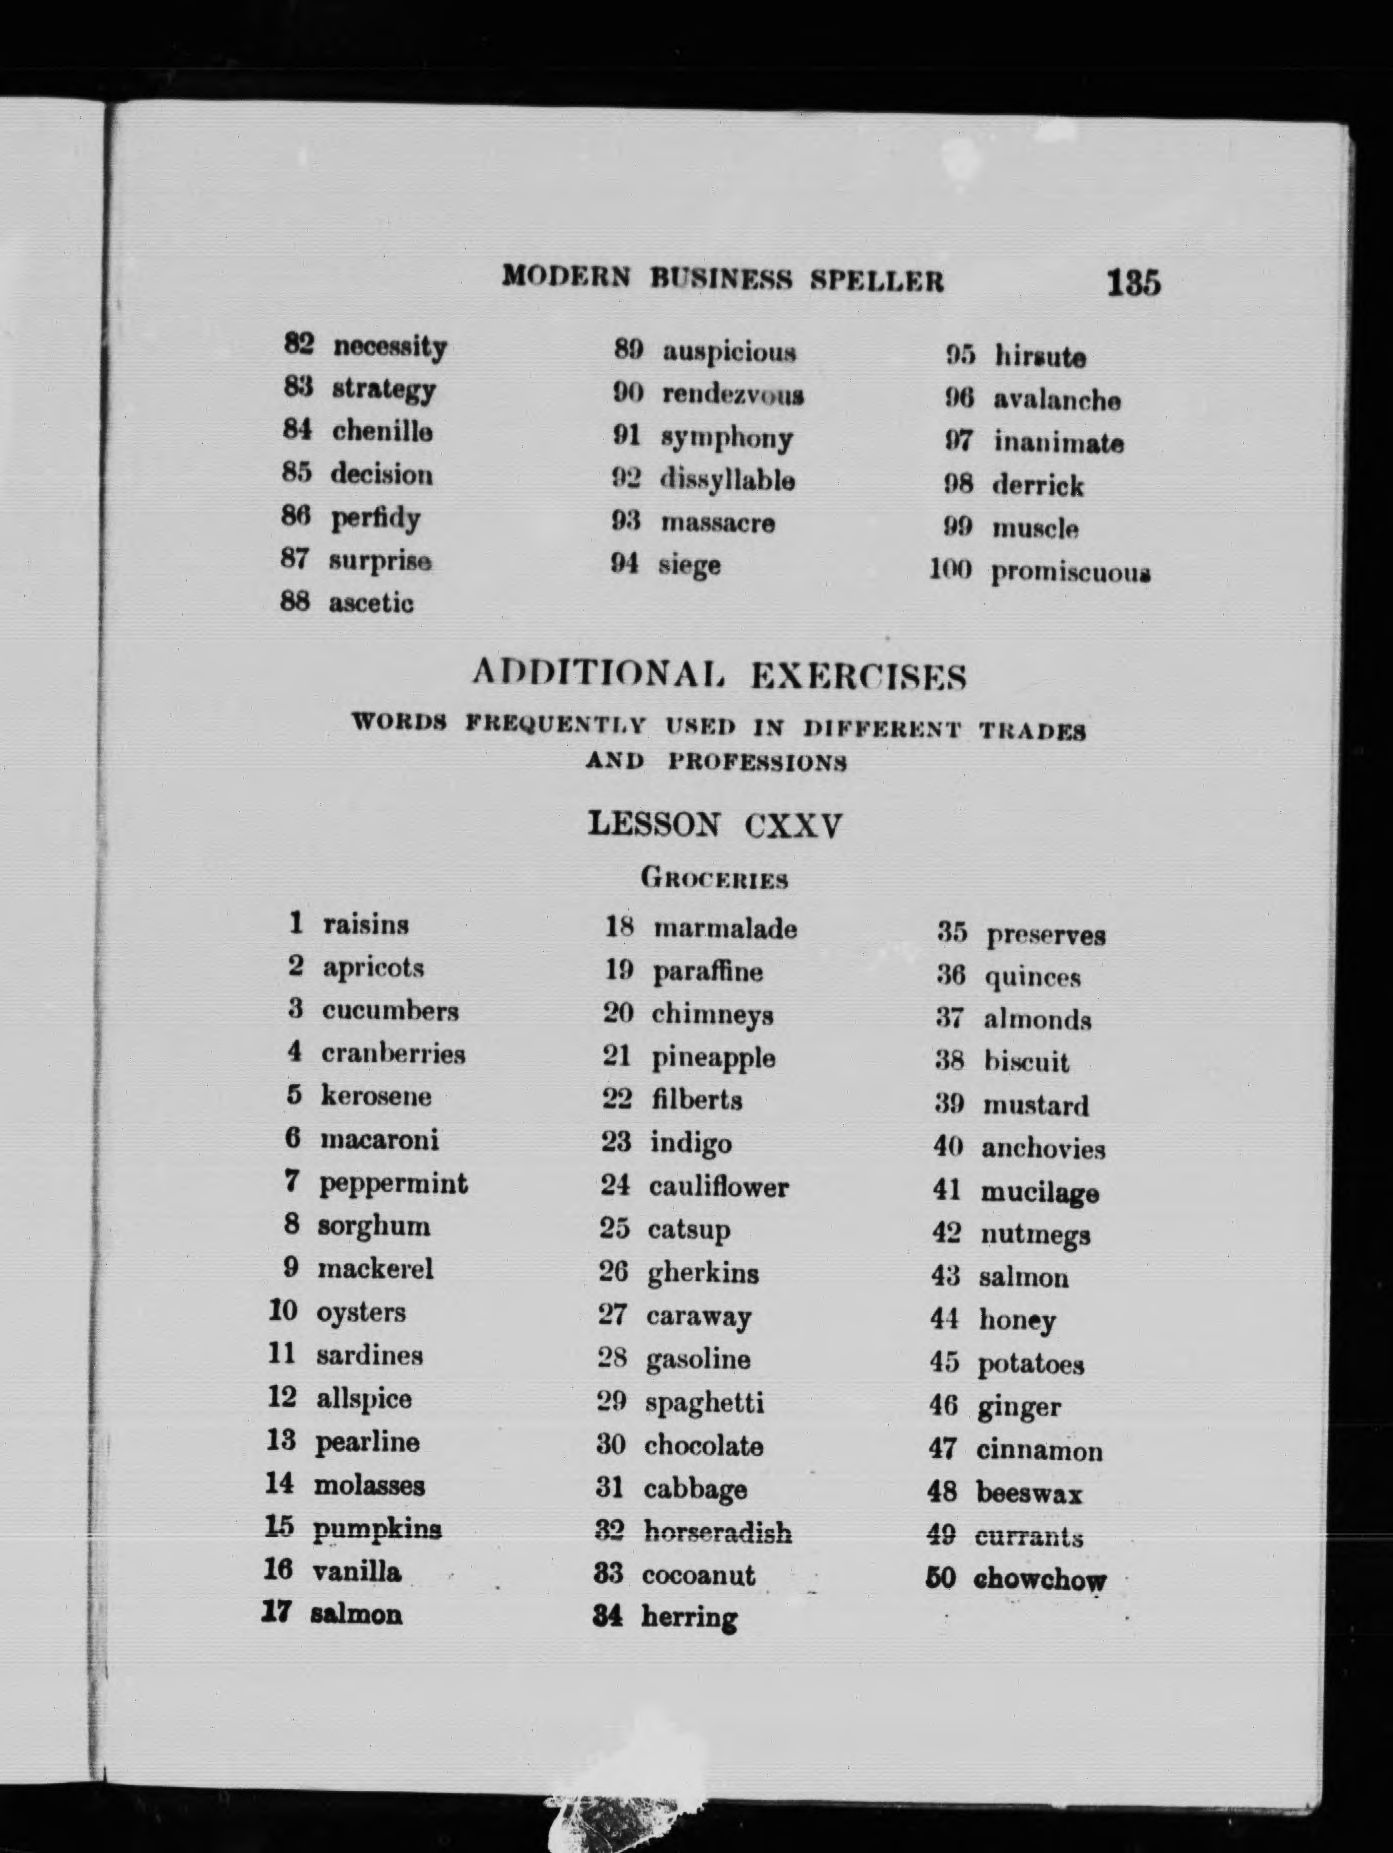 MODERN BUSINESS SPELLER 135
82 necessity 89 auspicious 95 hirsute
83 strategy 90 rendezvous 96 avalanche
84 chenille 91 symphony 97 inanimate
85 decision 92 dissyllable 98 derrick
86 perfidy 93 massacre 99 muscle
87 surprise 94 siege 100 promiscuous
88 ascetic
ADDITIONAL EXERCISES
WORDS FREQUENTLY USED IN DIFFERENT TRADES
AND PROFESSIONS
LESSON CXXV
GROCERIES
1 raisins 18 marmalade 35 preserves
2 apricots 19 paraffine 36 quinces
3 cucumbers 20 chimneys 37 almonds
4 cranberries 21 pineapple 38 biscuit
5 kerosene 22 filberts 39 mustard
6 macaroni 23 indigo 40 anchovies
7 peppermint 24 cauliflower 41 mucilage
8 sorghum 25 catsup 42 nutmegs
9 mackerel 26 gherkins 43 salmon
10 oysters 27 caraway 44 honey
11 sardines 28 gasoline 45 potatoes
12 allspice 29 spaghetti 46 ginger
13 pearline 30 chocolate 47 cinnamon
14 molasses 31 cabbage 48 beeswax
15 pumpkins 32 horseradish 49 currants
16 vanilla 33 cocoanut 50 chowchow
17 salmon 34 herring